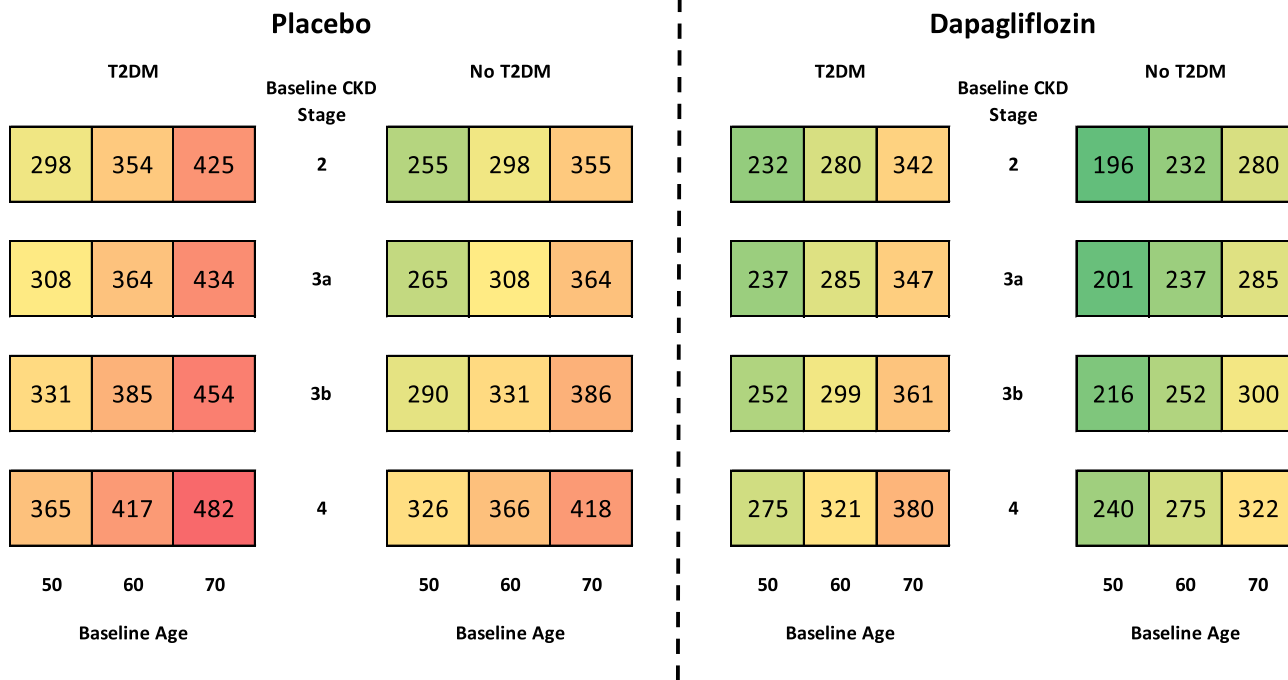 Placebo
Dapagliflozin
T2DM
No T2DM
T2DM
No T2DM
Baseline CKD
Stage
Baseline CKD
Stage
298 354 425 2 255 298 355 232 280 342 2 196 232 280
308 364 434 3a 265 308 364 237 285 347 3a 201 237 285
331 385 454 3b 290 331 386 252 299 361 3b 216 252 300
365 417 482 4 326 366 418 275 321 380 4 240 275 322
50 60 70 50 60 70 50 60 70 50 60 70
Baseline Age
Baseline Age
Baseline Age
Baseline Age